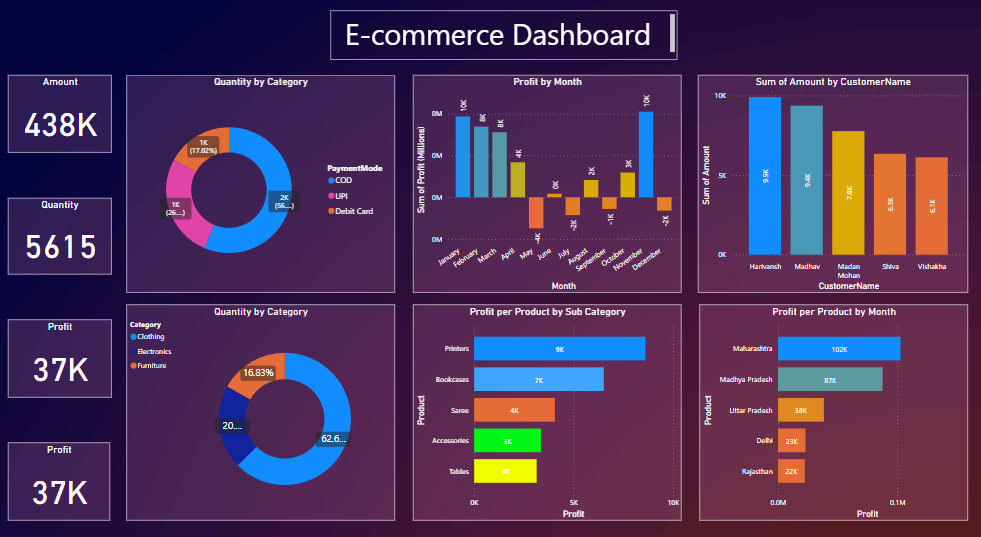 E-commerce Dashboard
Amount
438K
Quantity
5615
Profit
37K
Profit
37K
Quantity by Category
1K
(17.02%)
1K
(26...)
2K
(56...)
PaymentMode
COD
UPI
Debit Card
Profit by Month
Sum of Profit (Millions)
0M
0M
0M
0M
10K
8K
8K
4K
-4K
0K
-2K
2K
-1K
3K
10K
-2K
January
February
March
April
May
June
July
August
September
October
November
December
Month
Sum of Amount by CustomerName
Sum of Amount
10K
5K
0K
9.9K
9.4K
7.8K
6.3K
6.1K
Harivansh
Madhav
Madan
Mohan
Shiva
Vishakha
CustomerName
Quantity by Category
Category
Clothing
Electronics
Furniture
16.83%
20....
62.6...
Profit per Product by Sub Category
Product
Printers
9K
Bookcases
7K
Saree
4K
Accessories
3K
Tables
3K
0K
5K
10K
Profit
Profit per Product by Month
Product
Maharashtra
102K
Madhya Pradesh
87K
Uttar Pradesh
38K
Delhi
23K
Rajasthan
22K
0.0M
0.1M
Profit